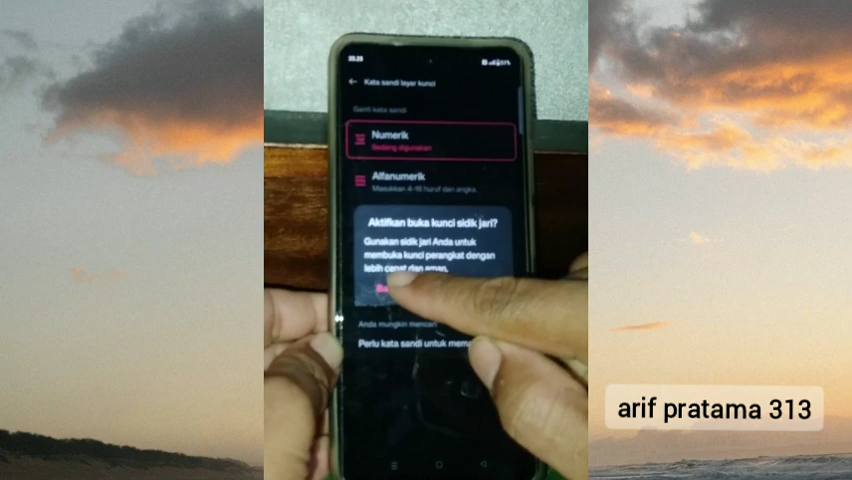 23.23
Kata sandi layar kunci
Ganti kata sandi
Numerik
Sedang digunakan
Alfanumerik
Masukkan 4-16 huruf dan angka.
Aktifkan buka kunci sidik jari?
Gunakan sidik jari Anda untuk
membuka kunci perangkat dengan
lebih cepat dan aman.
Anda mungkin mencari
Perlu kata sandi untuk
arif pratama 313